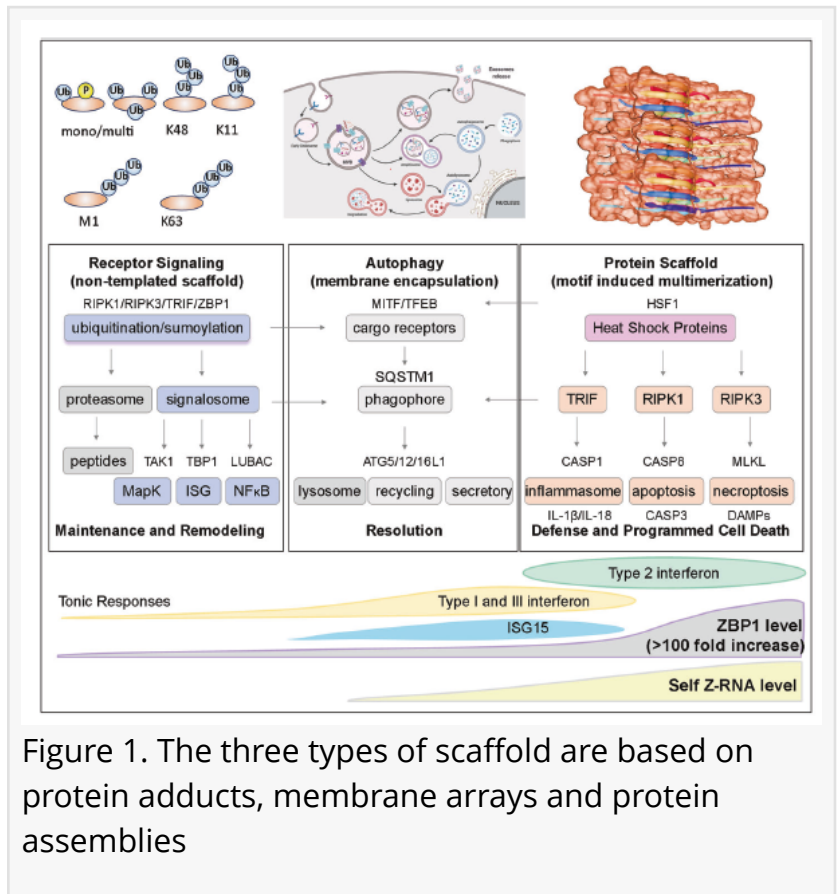 Ub
P
Ub
Ub
Ub
Ub
Ub
Ub
Ub
Ub
Ub
mono/multi
K48
K11
Ub
Ub
Ub
Ub
Ub
Ub
M1
K63
Exosomes
release
NUCLEUS
Receptor Signaling
(non-templated scaffold)
RIPK1/RIPK3/TRIF/ZBP1
ubiquitination/sumoylation
proteasome
signalosome
peptides
TAK1
TBP1
LUBAC
MapK
ISG
NFκB
Maintenance and Remodeling
Autophagy
(membrane encapsulation)
MITF/TFEB
cargo receptors
SQSTM1
phagophore
ATG5/12/16L1
lysosome
recycling
secretory
Resolution
Protein Scaffold
(motif induced multimerization)
HSF1
Heat Shock Proteins
TRIF
RIPK1
RIPK3
CASP1
CASP8
MLKL
inflammasome
apoptosis
necroptosis
IL-1β/IL-18
CASP3
DAMPs
Defense and Programmed Cell Death
Type 2 interferon
Tonic Responses
Type I and III interferon
ISG15
ZBP1 level
(>100 fold increase)
Self Z-RNA level
Figure 1. The three types of scaffold are based on
protein adducts, membrane arrays and protein
assemblies